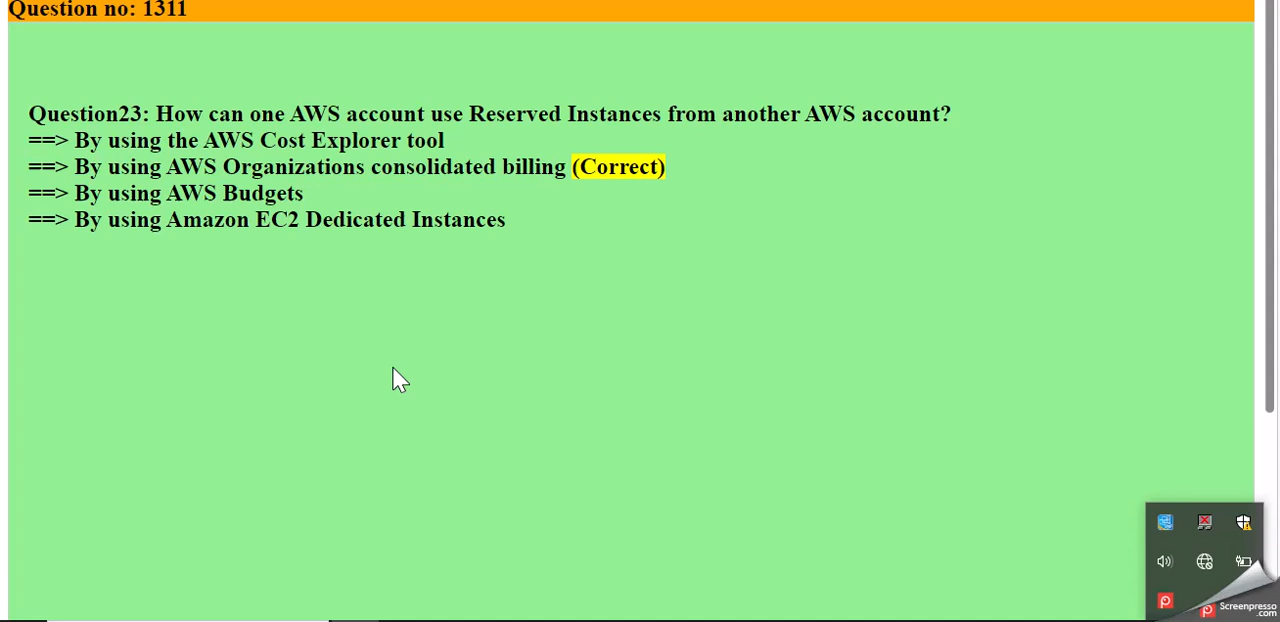 Question no: 1311
Question23: How can one AWS account use Reserved Instances from another AWS account?
==> By using the AWS Cost Explorer tool
==> By using AWS Organizations consolidated billing (Correct)
==> By using AWS Budgets
==> By using Amazon EC2 Dedicated Instances
Screenpresso
.com